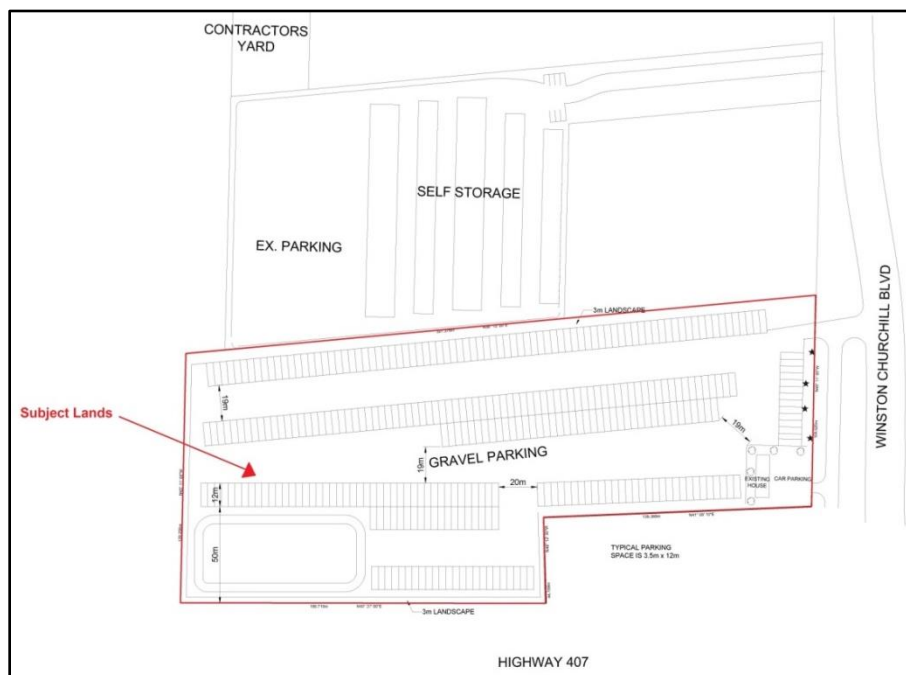 CONTRACTORS
YARD
SELF STORAGE
EX. PARKING
WINSTON CHURCHILL BLVD
3m LANDSCAPE
19m
Subject Lands
19m
GRAVEL PARKING
19m
12m
20m
EXISTING
HOUSE
CAR PARKING
50m
TYPICAL PARKING
SPACE IS 3.5m x 12m
3m LANDSCAPE
HIGHWAY 407